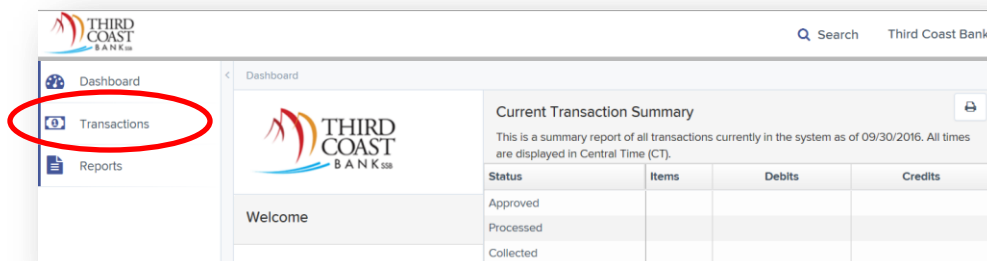 THIRD
COAST
BANK SSB
Search Third Coast Bank
Dashboard
Transactions
Reports
< Dashboard
THIRD
COAST
BANK SSB
Welcome
Current Transaction Summary
This is a summary report of all transactions currently in the system as of 09/30/2016. All times
are displayed in Central Time (CT).
Status Items Debits Credits
Approved
Processed
Collected